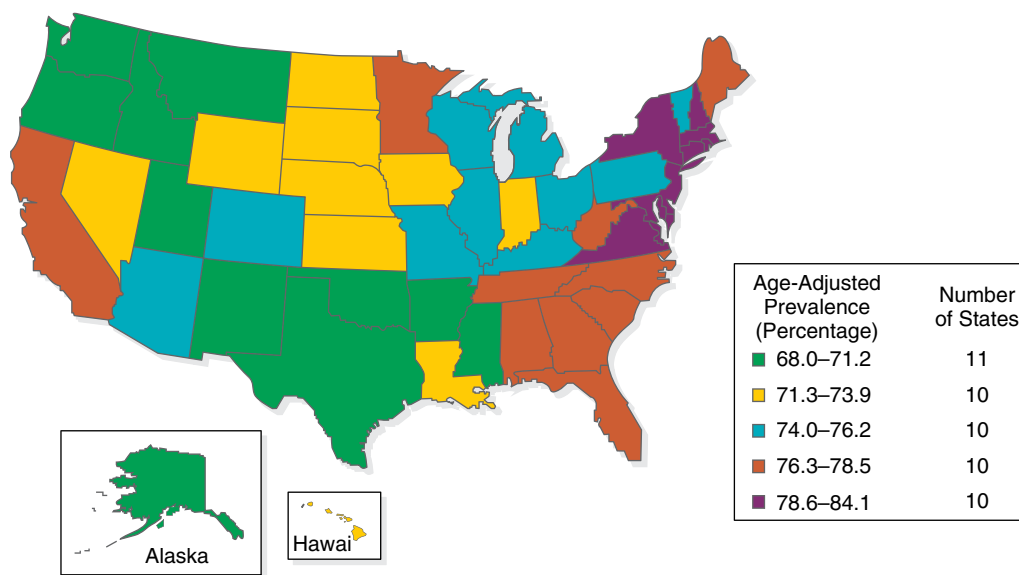 Age-Adjusted
Prevalence
(Percentage)
Number
of States
68.0–71.2 11
71.3–73.9 10
74.0–76.2 10
76.3–78.5 10
78.6–84.1 10
Alaska
Hawai